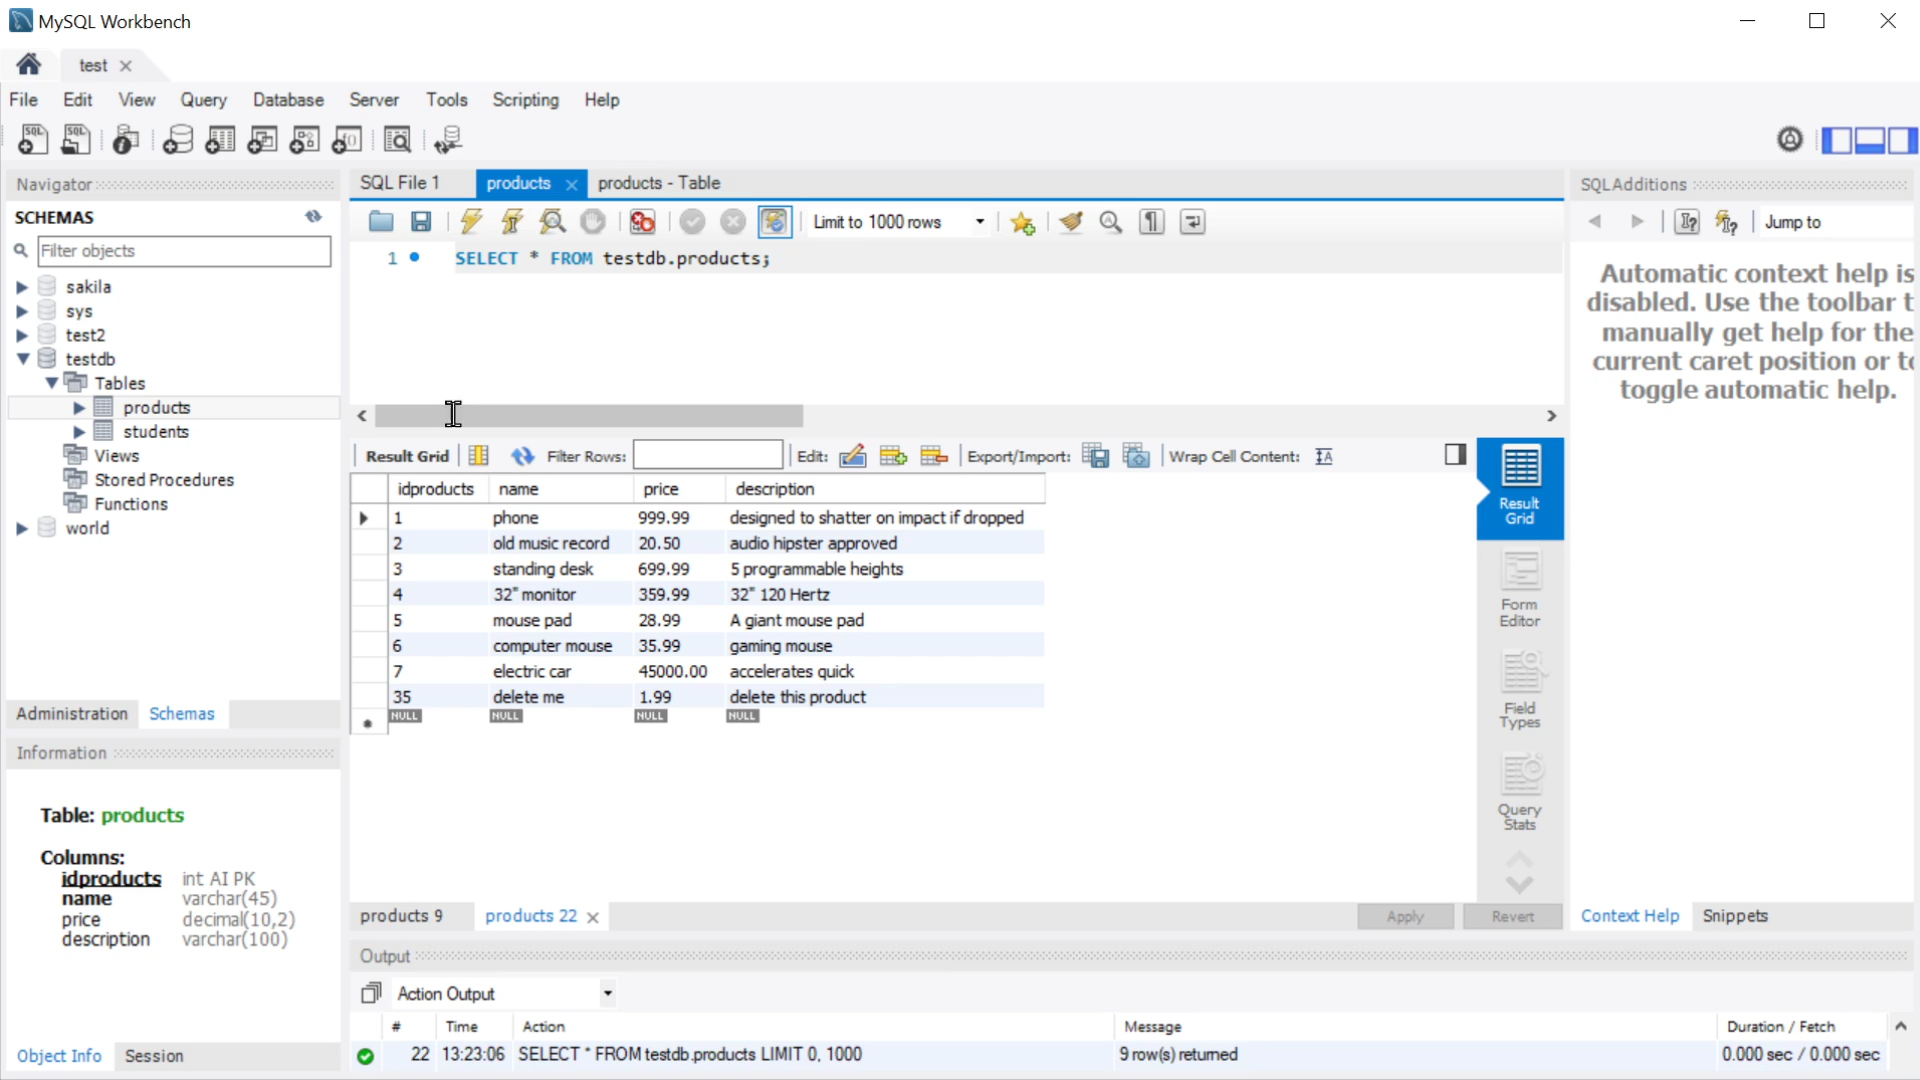 MySQL Workbench
test
File Edit View Query Database Server Tools Scripting Help
Navigator
SCHEMAS
Filter objects
sakila
sys
test2
testdb
Tables
products
students
Views
Stored Procedures
Functions
world
Administration Schemas
Information
Table: products
Columns:
idproducts int AI PK
name varchar(45)
price decimal(10,2)
description varchar(100)
Object Info Session
SQL File 1 products products - Table
Limit to 1000 rows
1 SELECT * FROM testdb.products;
Result Grid Filter Rows: Edit: Export/Import: Wrap Cell Content:
idproducts name price description
1 phone 999.99 designed to shatter on impact if dropped
2 old music record 20.50 audio hipster approved
3 standing desk 699.99 5 programmable heights
4 32" monitor 359.99 32" 120 Hertz
5 mouse pad 28.99 A giant mouse pad
6 computer mouse 35.99 gaming mouse
7 electric car 45000.00 accelerates quick
35 delete me 1.99 delete this product
NULL NULL NULL NULL
Result
Grid
Form
Editor
Field
Types
Query
Stats
products 9 products 22 Apply Revert
Output
Action Output
# Time Action Message Duration / Fetch
22 13:23:06 SELECT * FROM testdb.products LIMIT 0, 1000 9 row(s) returned 0.000 sec / 0.000 sec
SQLAdditions
Jump to
Automatic context help is
disabled. Use the toolbar t
manually get help for the
current caret position or to
toggle automatic help.
Context Help Snippets